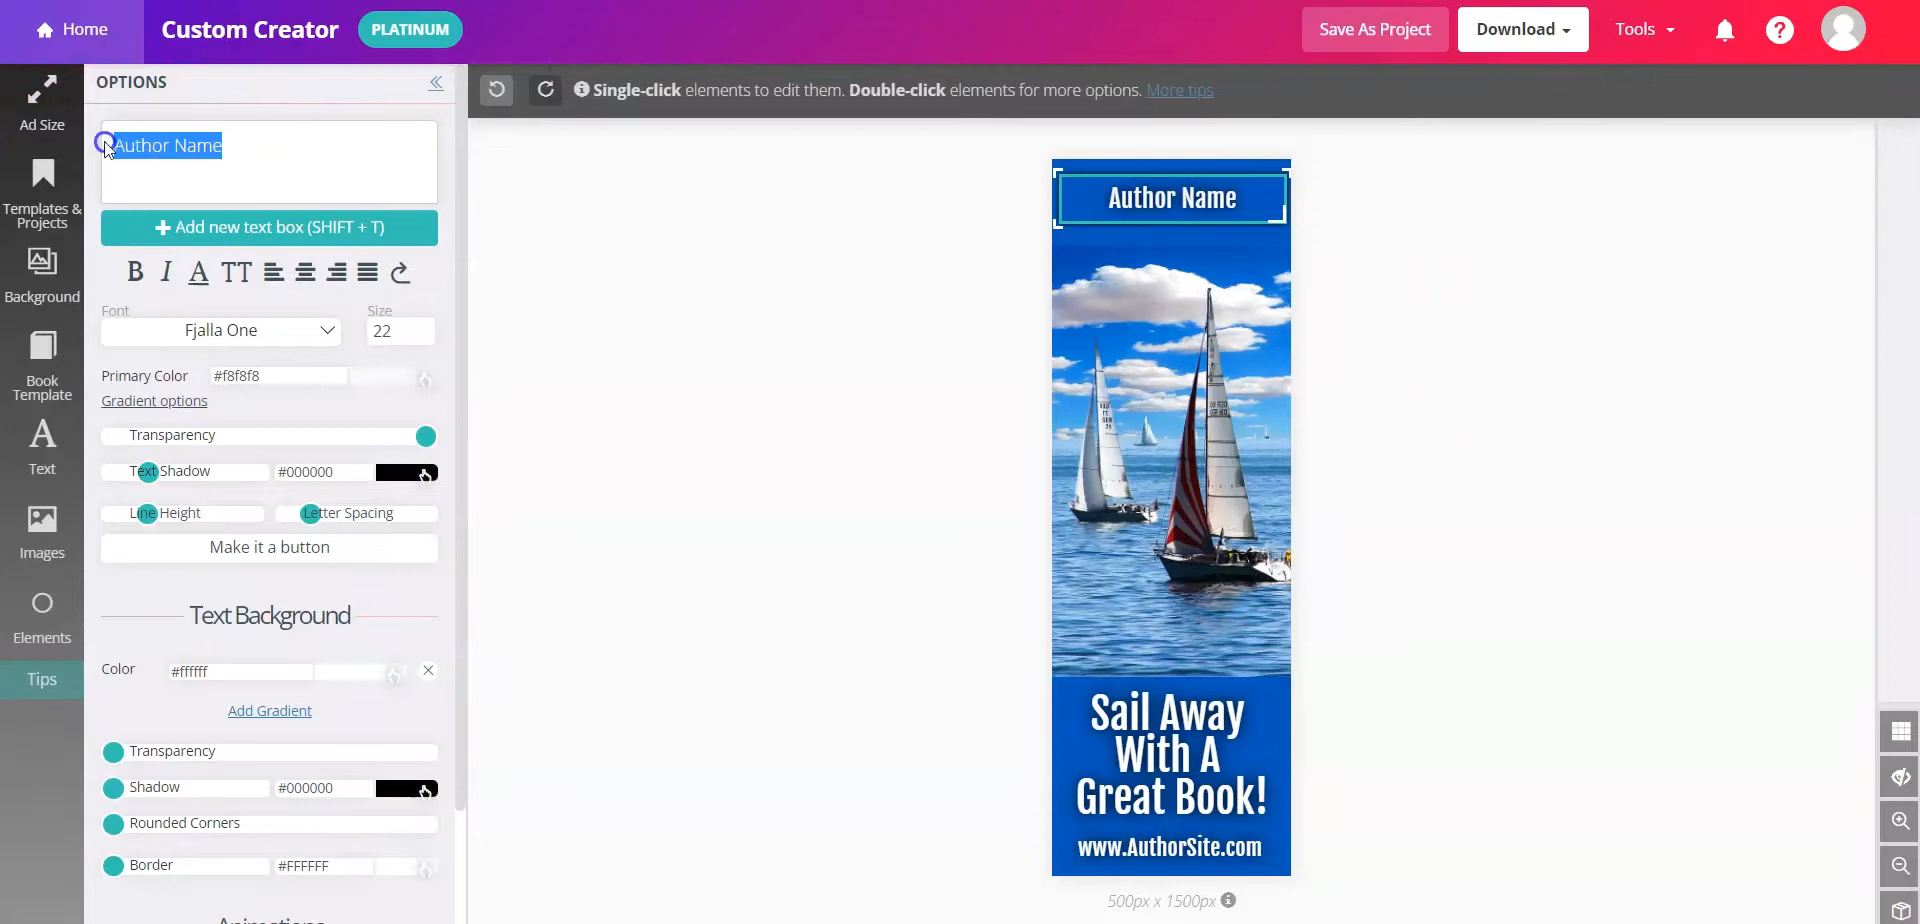 Home
Custom Creator
PLATINUM
Save As Project
Download
Tools
?
Ad Size
Templates &
Projects
Background
Book
Template
Text
Images
Elements
Tips
OPTIONS
Author Name
Add new text box (SHIFT + T)
B I A TT
Font
Size
Fjalla One
22
Primary Color
#f8f8f8
Gradient options
Transparency
Text Shadow
#000000
Line Height
Letter Spacing
Make it a button
Text Background
Color
#ffffff
Add Gradient
Transparency
Shadow
#000000
Rounded Corners
Border
#FFFFFF
Animations
Single-click elements to edit them. Double-click elements for more options. More tips
Author Name
Sail Away
With A
Great Book!
www.AuthorSite.com
500px x 1500px